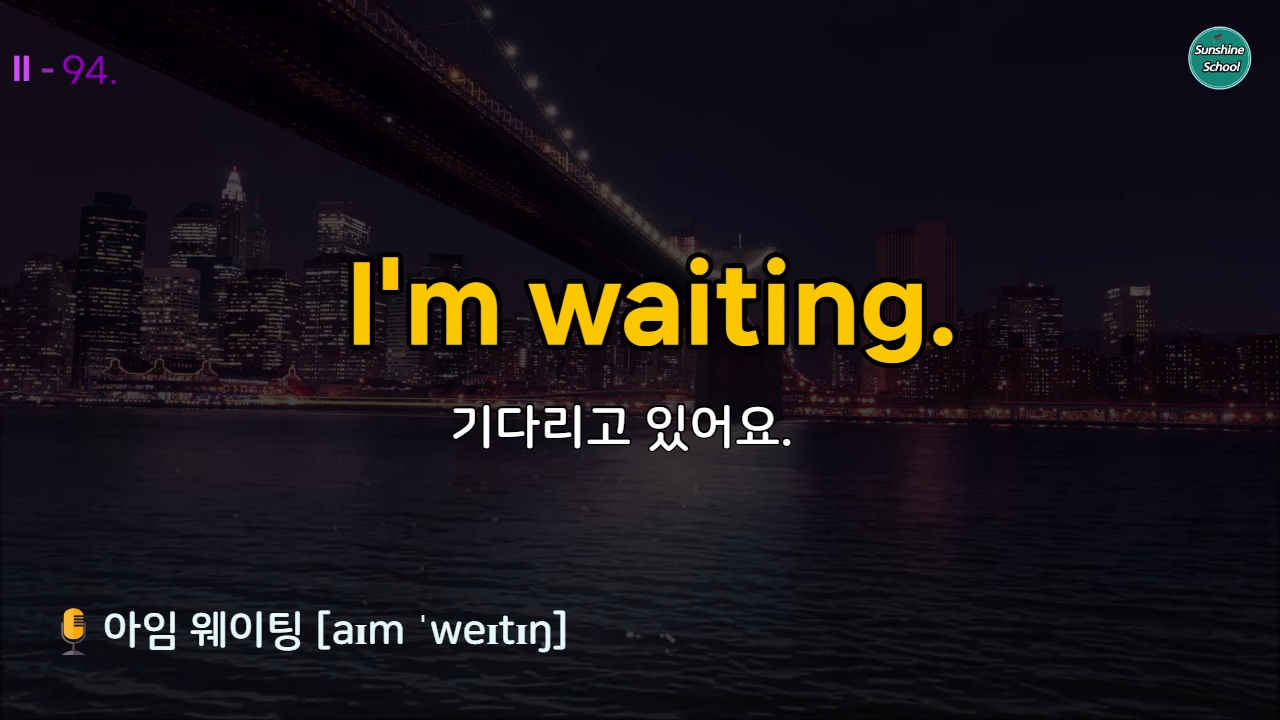 II - 94.
Sunshine
School
I'm waiting.
기다리고 있어요.
아임 웨이팅 [aɪm ˈweɪtɪŋ]